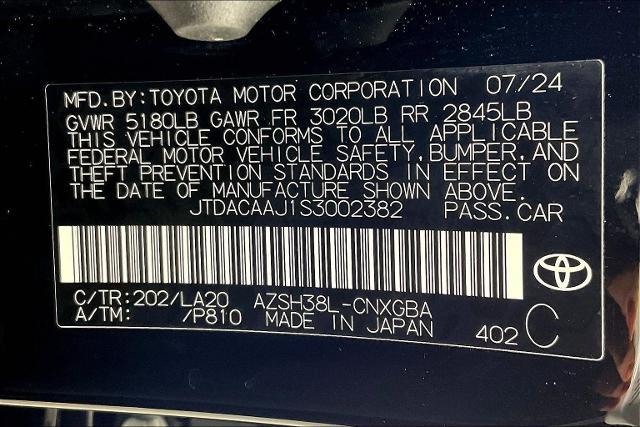 MFD.BY:TOYOTA MOTOR CORPORATION 07/24
GVWR 5180LB GAWR FR 3020LB RR 2845LB
THIS VEHICLE CONFORMS TO ALL APPLICABLE
FEDERAL MOTOR VEHICLE SAFETY,BUMPER,AND
THEFT PREVENTION STANDARDS IN EFFECT ON
THE DATE OF MANUFACTURE SHOWN ABOVE.
JTDACAAJ1S3002382 PASS.CAR
C/TR:202/LA20 AZSH38L-CNXGBA
A/TM: /P810 MADE IN JAPAN 402 C